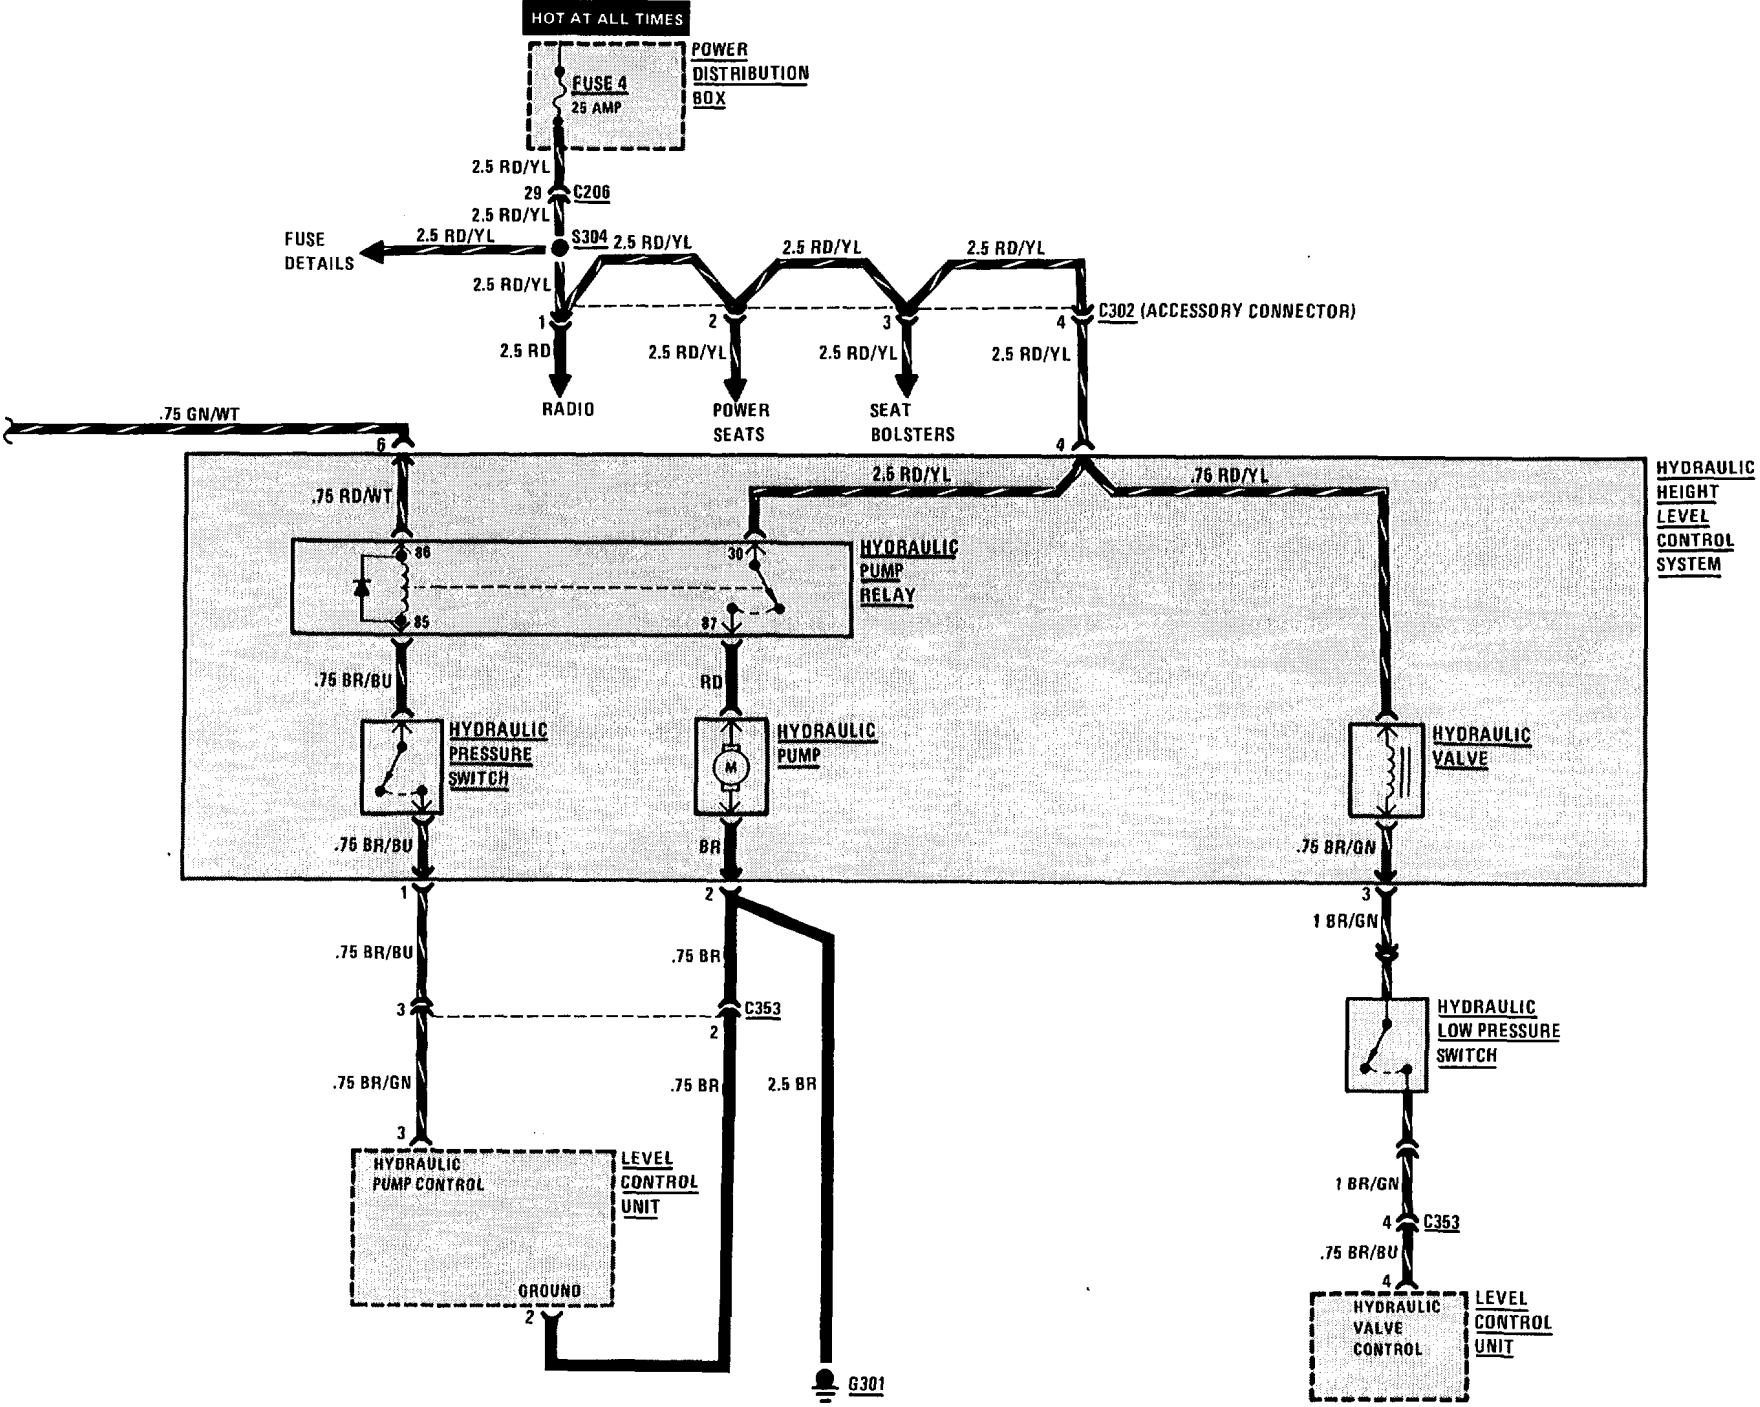 HOT AT ALL TIMES
POWER
DISTRIBUTION
BOX
FUSE 4
25 AMP
2.5 RD/YL
29
C206
2.5 RD/YL
S304
FUSE
DETAILS
2.5 RD/YL
2.5 RD/YL
2.5 RD/YL
2.5 RD/YL
2.5 RD/YL
1
2
3
4
C302 (ACCESSORY CONNECTOR)
2.5 RD
2.5 RD/YL
2.5 RD/YL
2.5 RD/YL
RADIO
POWER
SEATS
SEAT
BOLSTERS
.75 GN/WT
6
4
HYDRAULIC
HEIGHT
LEVEL
CONTROL
SYSTEM
.75 RD/WT
2.5 RD/YL
.75 RD/YL
86
30
85
87
HYDRAULIC
PUMP
RELAY
.75 BR/BU
RD
HYDRAULIC
PRESSURE
SWITCH
M
HYDRAULIC
PUMP
HYDRAULIC
VALVE
.75 BR/BU
BR
.75 BR/GN
1
2
3
1 BR/GN
.75 BR/BU
.75 BR
3
C353
2
HYDRAULIC
LOW PRESSURE
SWITCH
.75 BR/GN
.75 BR
2.5 BR
3
HYDRAULIC
PUMP CONTROL
LEVEL
CONTROL
UNIT
GROUND
2
1 BR/GN
4
C353
.75 BR/BU
4
HYDRAULIC
VALVE
CONTROL
LEVEL
CONTROL
UNIT
G301